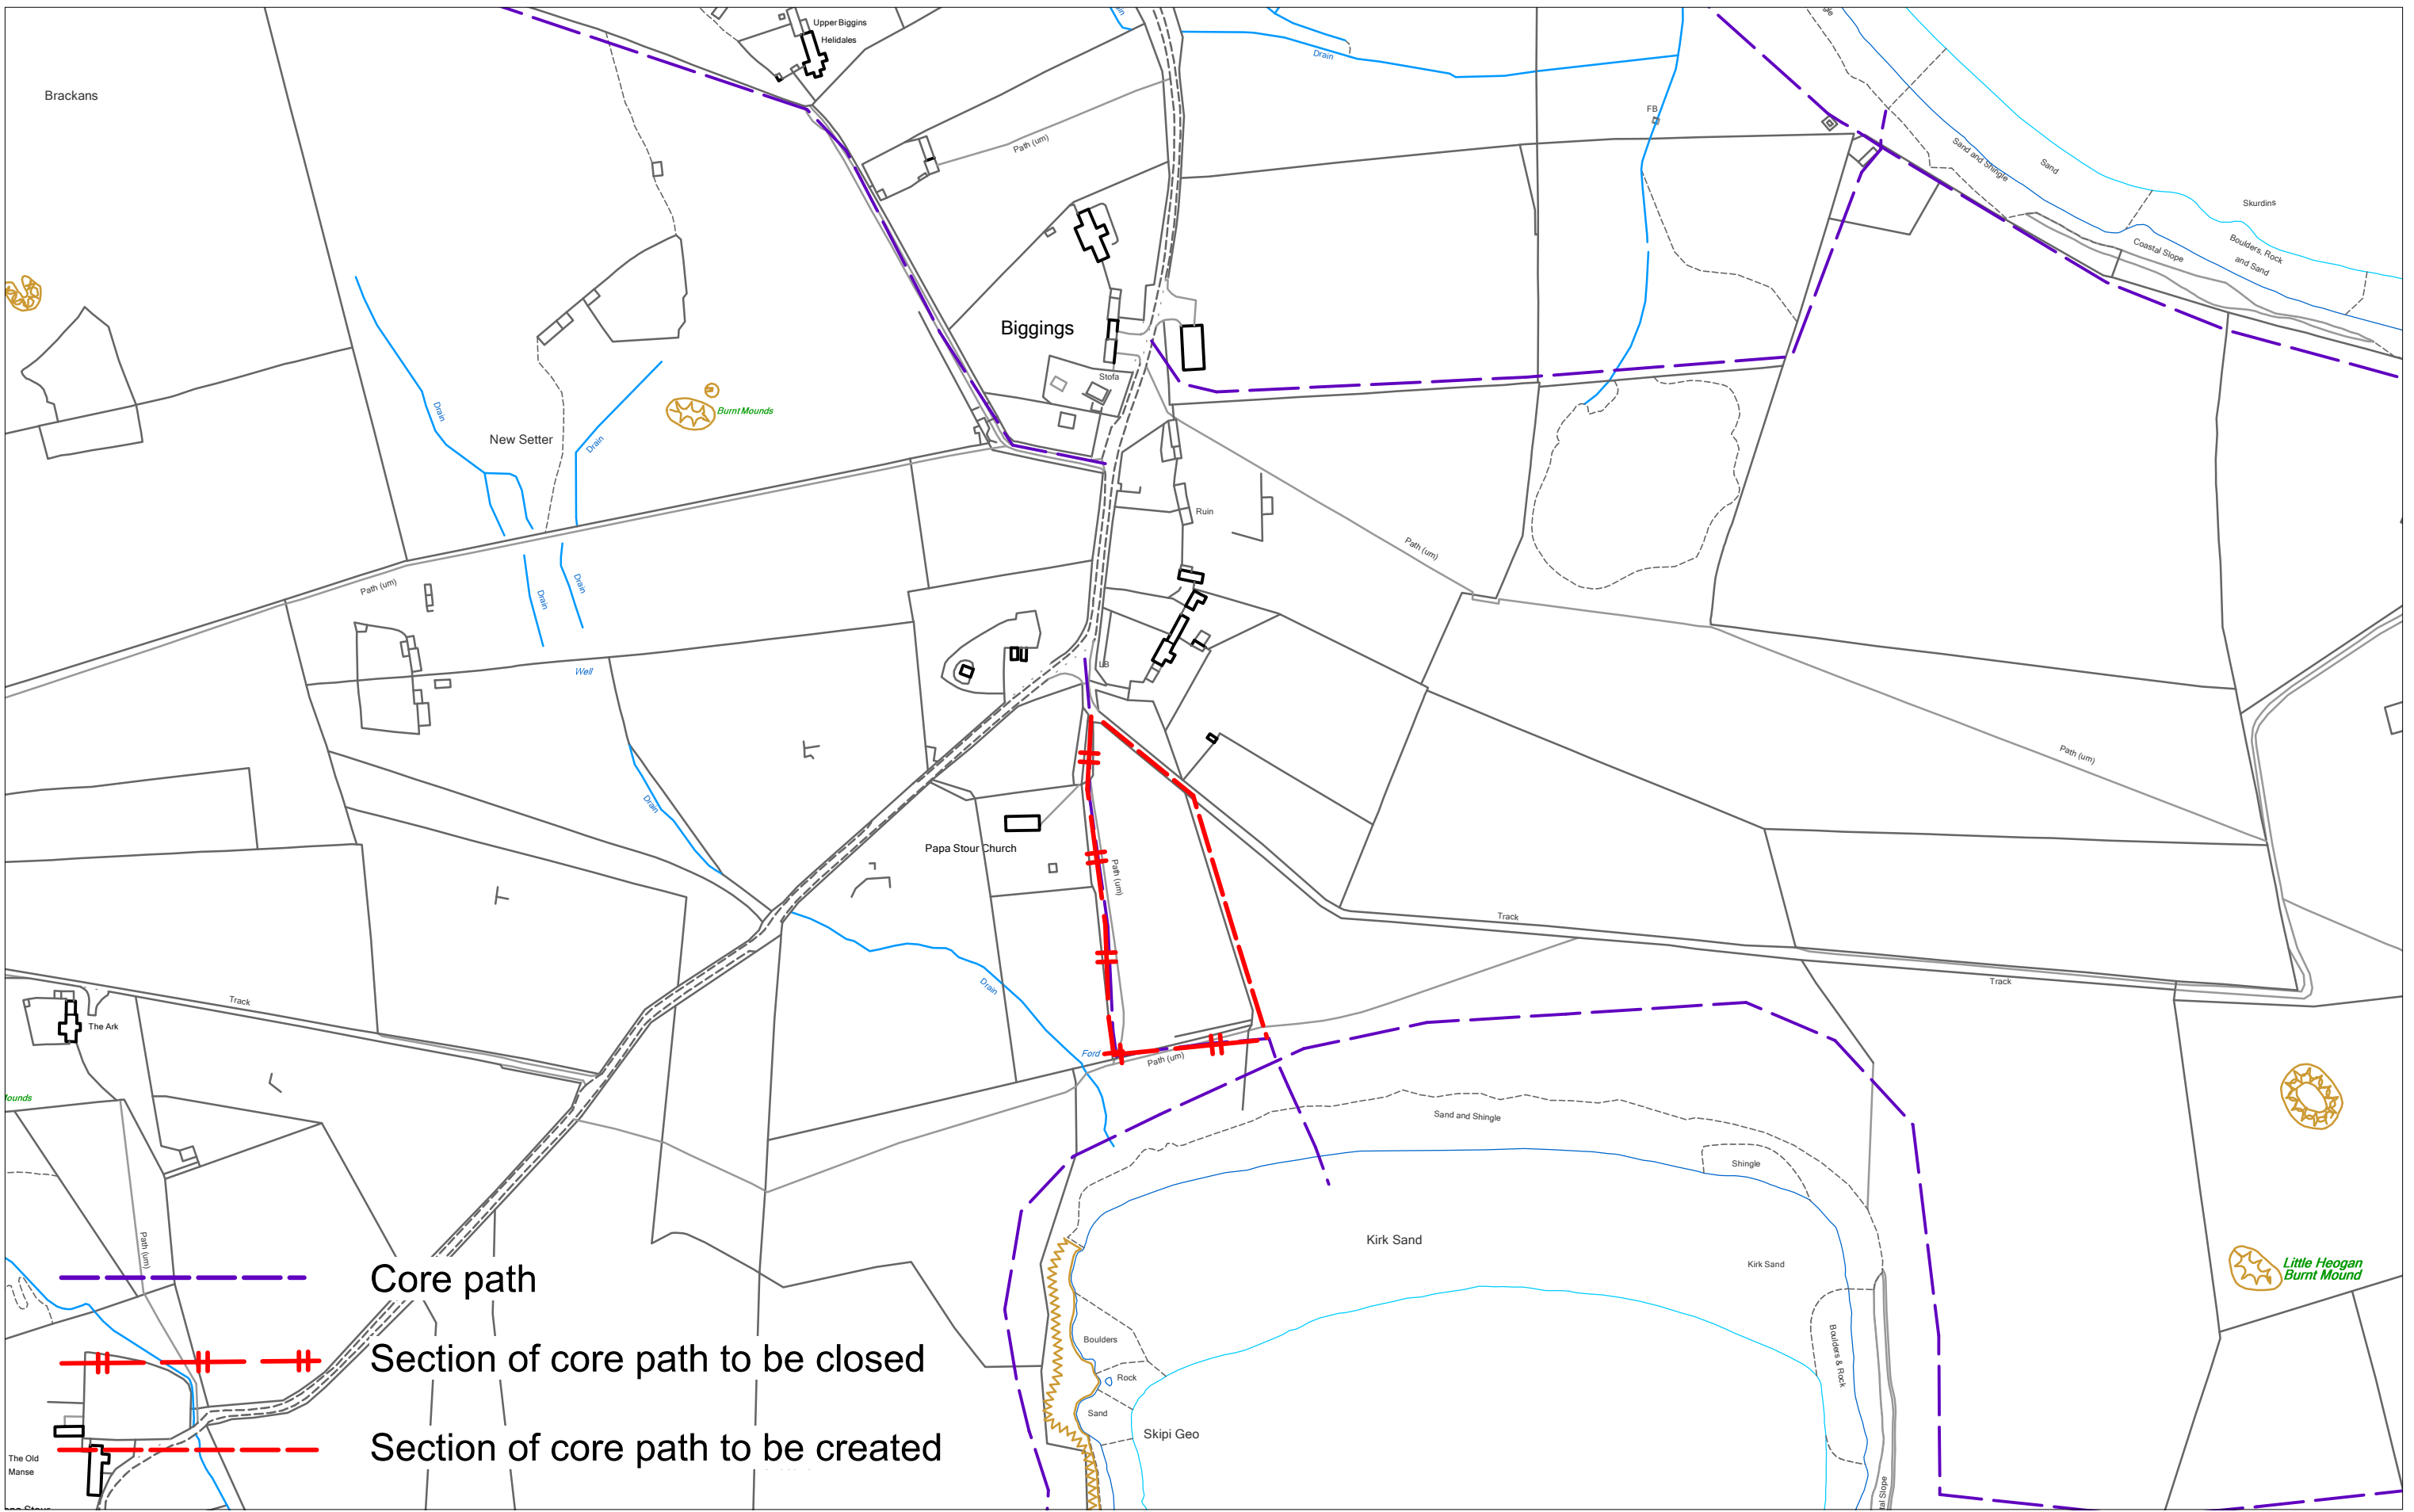 Upper Biggins
Helidales
Brackans
Drain
Path (um)
FB
Sand and Shingle
Sand
Skurdins
Coastal Slope
Boulders, Rock
and Sand
Biggings
Stofa
Burnt Mounds
New Setter
Drain
Drain
Ruin
Path (um)
Path (um)
Drain
Drain
Well
LB
Path (um)
Drain
Papa Stour Church
Path (um)
Track
Track
Track
Drain
The Ark
Ford
Path (um)
Sand and Shingle
Shingle
Kirk Sand
Kirk Sand
Path (um)
Little Heogan
Burnt Mound
Core path
Boulders
Boulders & Rock
Section of core path to be closed
Rock
Sand
Skipi Geo
Section of core path to be created
The Old
Manse